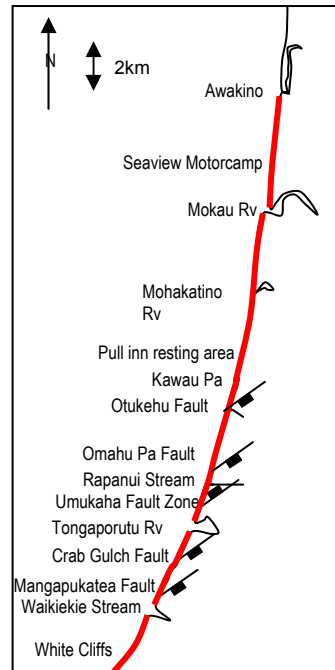 N
2km
Awakino
Seaview Motorcamp
Mokau Rv
Mohakatino
Rv
Pull inn resting area
Kawau Pa
Otukehu Fault
Omahu Pa Fault
Rapanui Stream
Umukaha Fault Zone
Tongaporutu Rv
Crab Gulch Fault
Mangapukatea Fault
Waikiekie Stream
White Cliffs